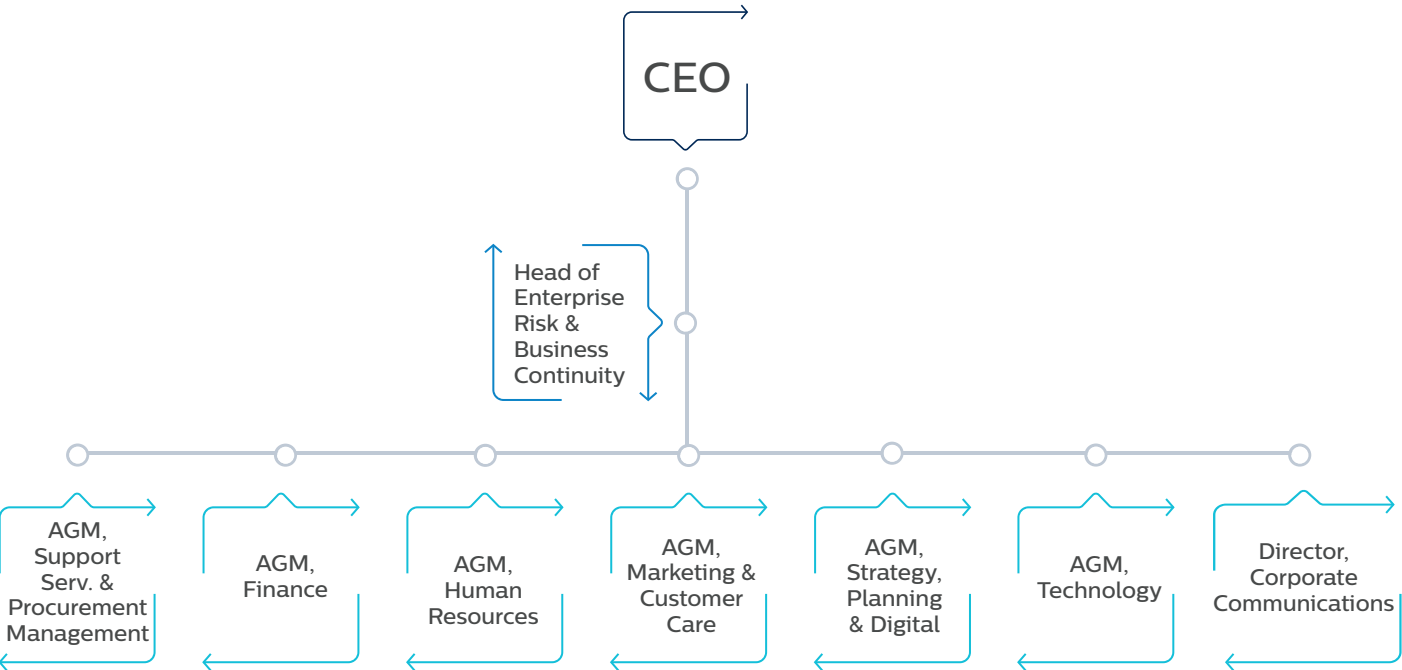 CEO
Head of
Enterprise
Risk &
Business
Continuity
AGM,
Support
Serv. &
Procurement
Management
AGM,
Finance
AGM,
Human
Resources
AGM,
Marketing &
Customer
Care
AGM,
Strategy,
Planning
& Digital
AGM,
Technology
Director,
Corporate
Communications